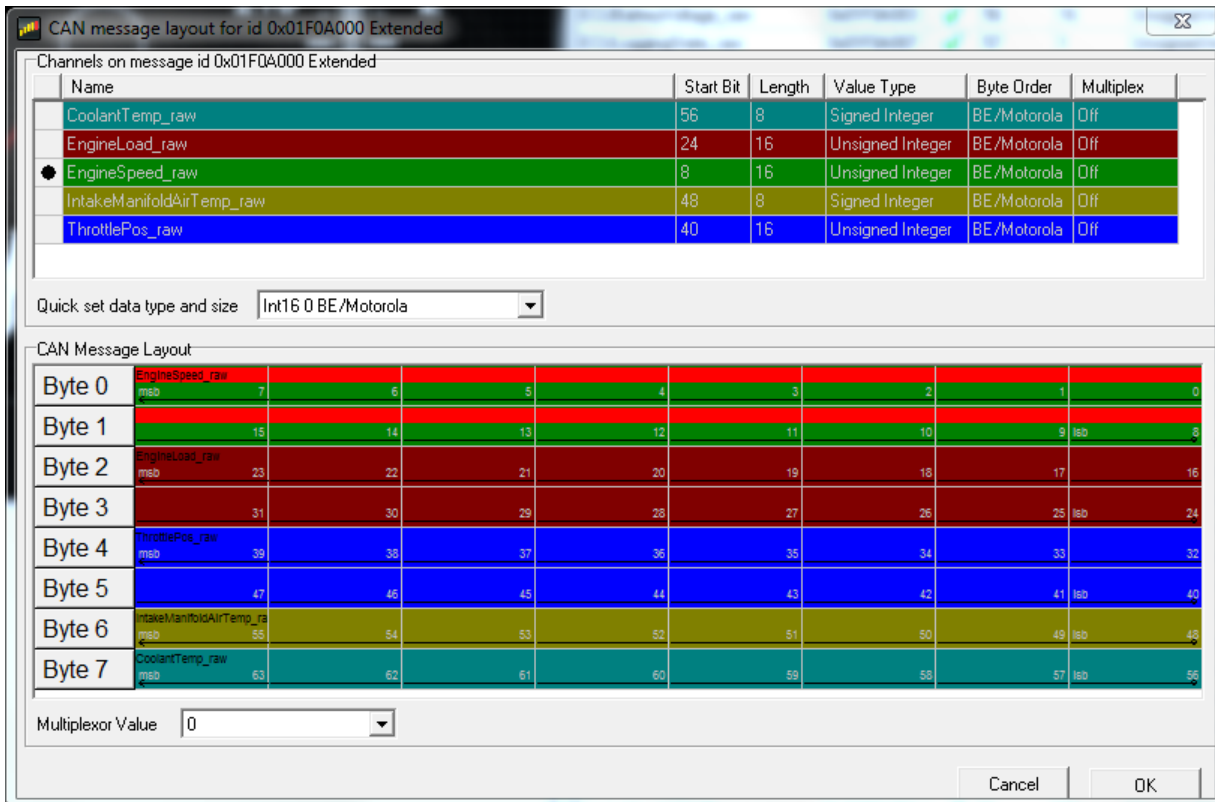 CAN message layout for id 0x01F0A000 Extended
Channels on message id 0x01F0A000 Extended
Name Start Bit Length Value Type Byte Order Multiplex
CoolantTemp_raw 56 8 Signed Integer BE/Motorola Off
EngineLoad_raw 24 16 Unsigned Integer BE/Motorola Off
EngineSpeed_raw 8 16 Unsigned Integer BE/Motorola Off
IntakeManifoldAirTemp_raw 48 8 Signed Integer BE/Motorola Off
ThrottlePos_raw 40 16 Unsigned Integer BE/Motorola Off
Quick set data type and size Int16 0 BE/Motorola
CAN Message Layout
EngineSpeed_raw
Byte 0 msb 7 6 5 4 3 2 1 0
Byte 1 15 14 13 12 11 10 9 lsb 8
EngineLoad_raw
Byte 2 msb 23 22 21 20 19 18 17 16
Byte 3 31 30 29 28 27 26 25 lsb 24
ThrottlePos_raw
Byte 4 msb 39 38 37 36 35 34 33 32
Byte 5 47 46 45 44 43 42 41 lsb 40
IntakeManifoldAirTemp_ra
Byte 6 msb 55 54 53 52 51 50 49 lsb 48
CoolantTemp_raw
Byte 7 msb 63 62 61 60 59 58 57 lsb 56
Multiplexor Value 0
Cancel OK